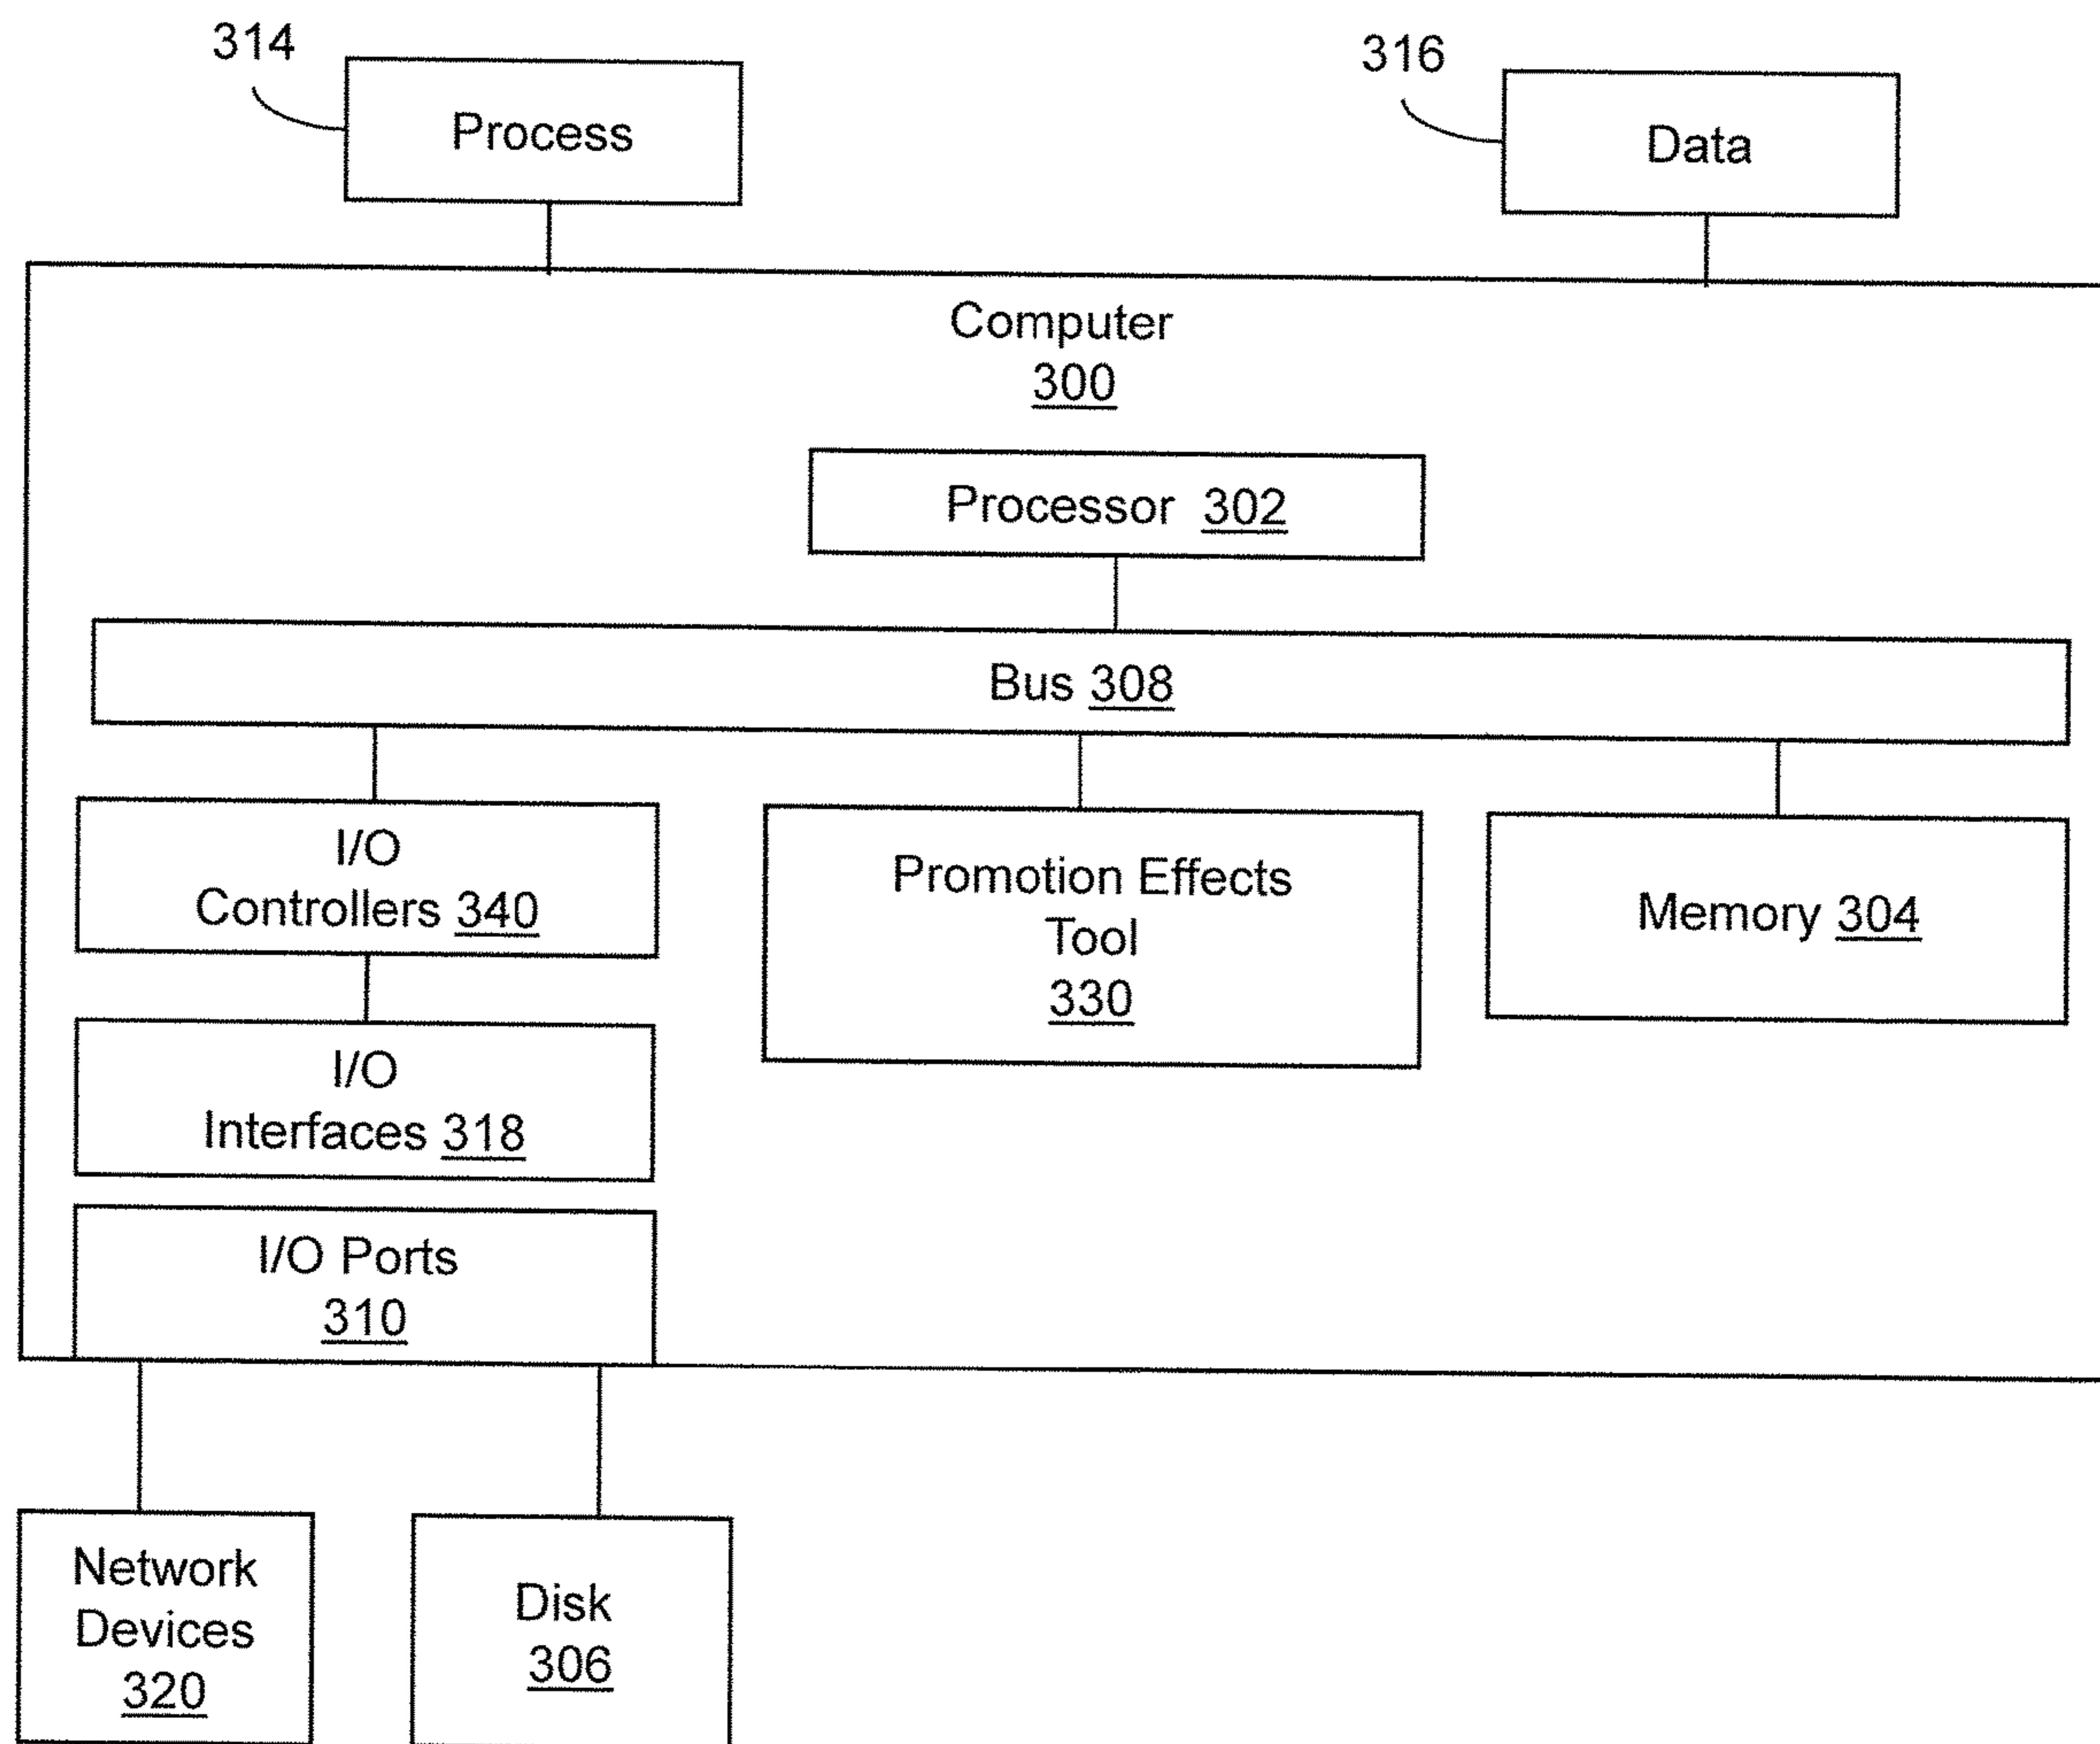 314
Process
316
Data
Computer
300
Processor 302
Bus 308
I/O
Controllers 340
Promotion Effects
Tool
330
Memory 304
I/O
Interfaces 318
I/O Ports
310
Network
Devices
320
Disk
306